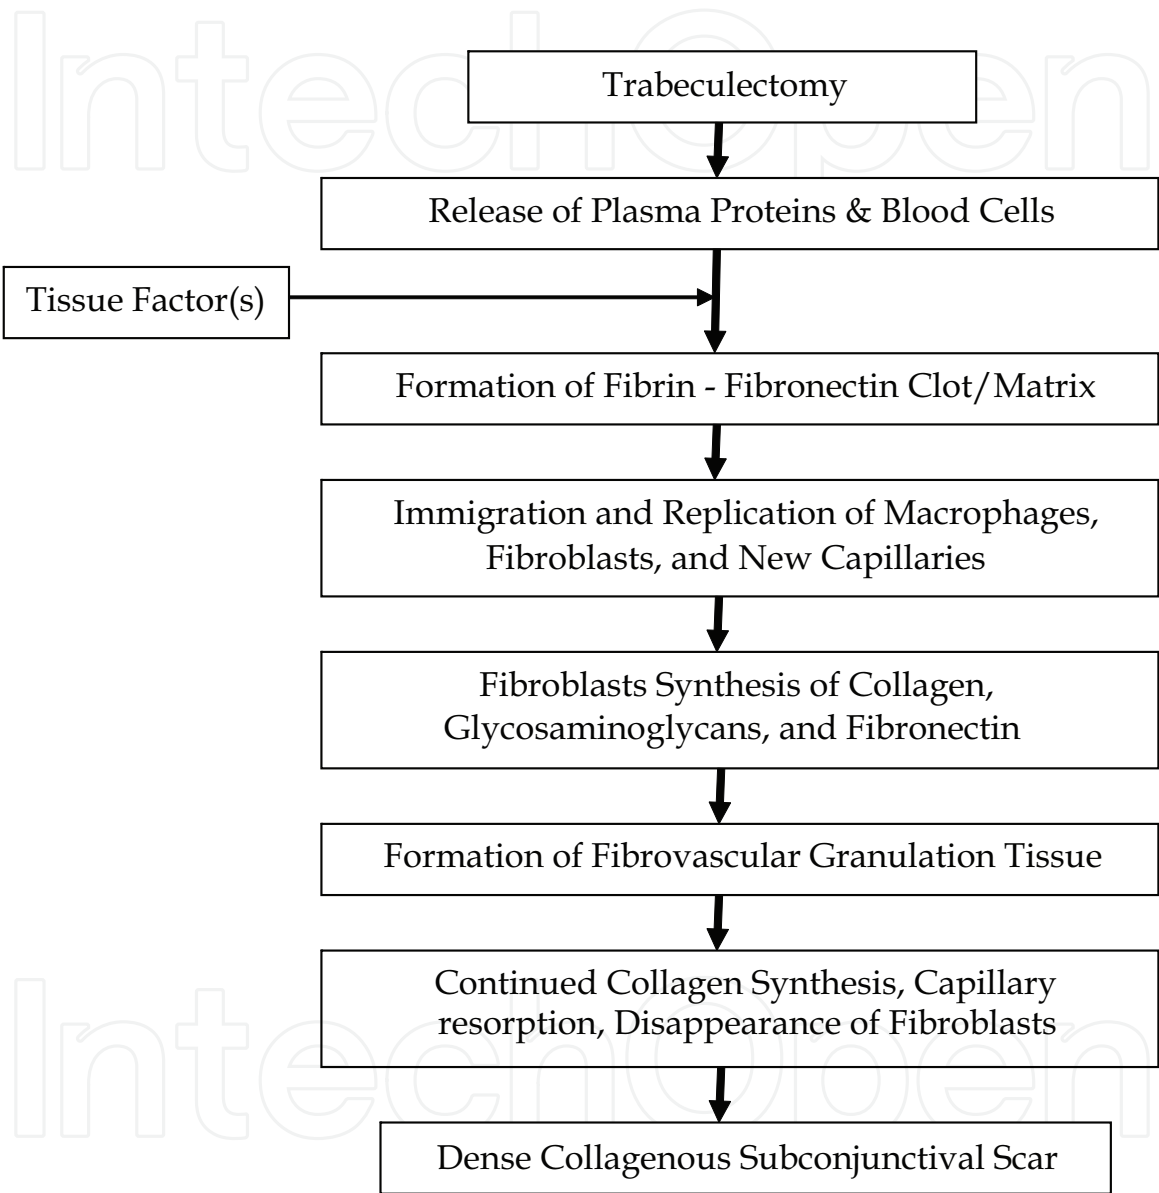 IntechOpen
Trabeculectomy
Release of Plasma Proteins & Blood Cells
Tissue Factor(s)
Formation of Fibrin - Fibronectin Clot/Matrix
Immigration and Replication of Macrophages,
Fibroblasts, and New Capillaries
Fibroblasts Synthesis of Collagen,
Glycosaminoglycans, and Fibronectin
Formation of Fibrovascular Granulation Tissue
Continued Collagen Synthesis, Capillary
resorption, Disappearance of Fibroblasts
IntechOpen
Dense Collagenous Subconjunctival Scar